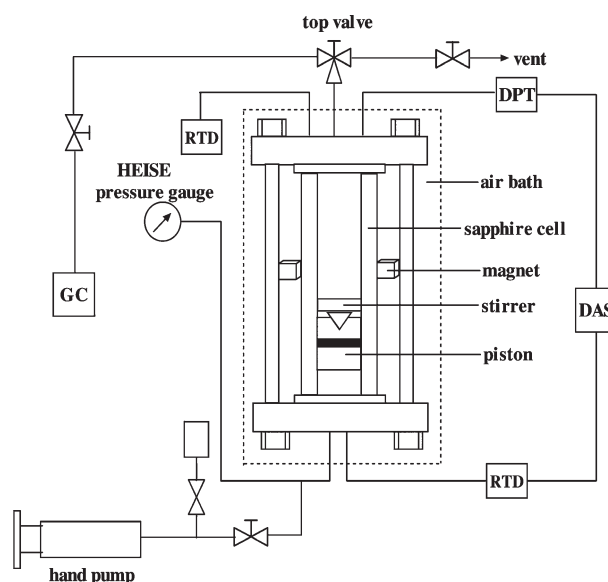 top valve
vent
DPT
RTD
HEISE
pressure gauge
air bath
sapphire cell
magnet
GC
stirrer
DAS
piston
RTD
hand pump